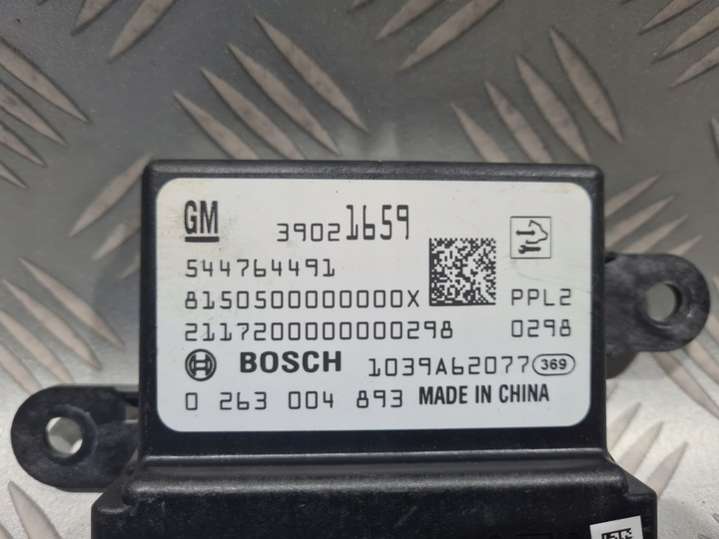 GM 39021659
544764491
8150500000000X PPL2
2117200000000298 0298
BOSCH 1039A62077 369
0 263 004 893 MADE IN CHINA